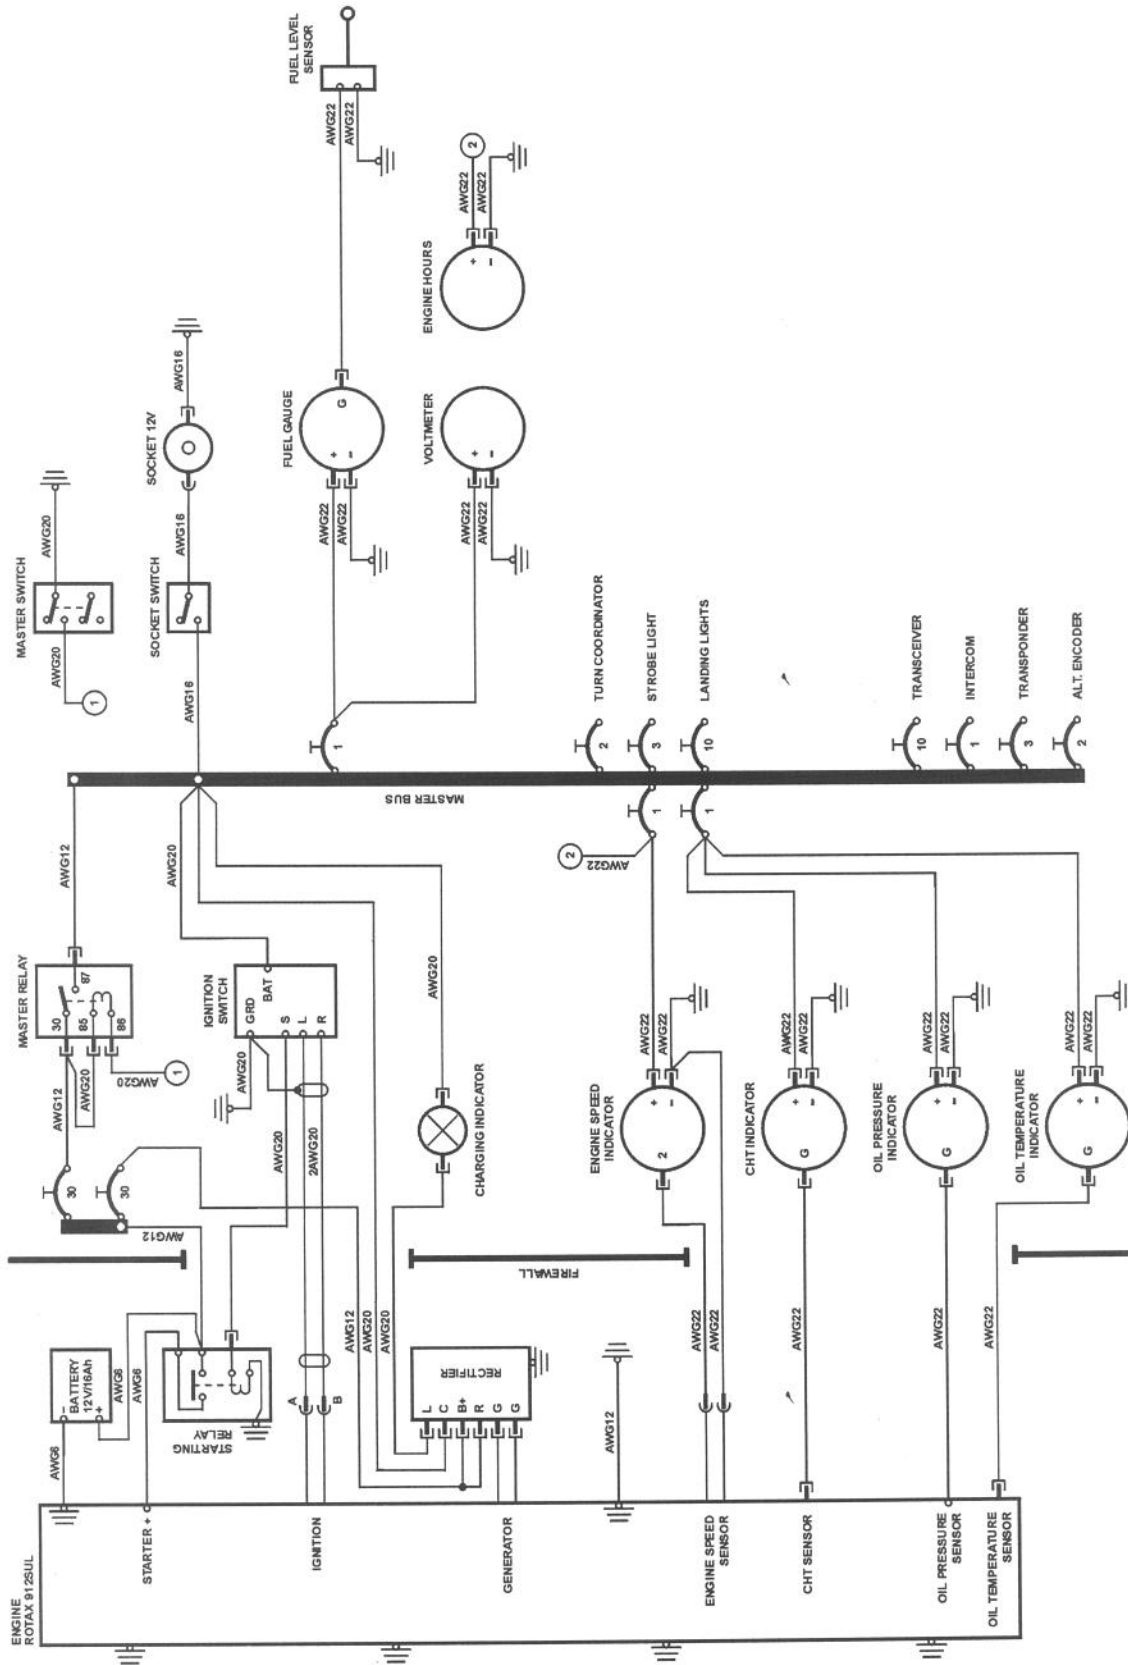 ENGINE
ROTAX 912SUL
STARTER +
IGNITION
GENERATOR
ENGINE SPEED
SENSOR
CHT SENSOR
OIL PRESSURE
SENSOR
OIL TEMPERATURE
SENSOR
AWG6
BATTERY
12V/16Ah
-
+
AWG6
AWG6
STARTING
RELAY
A
B
AWG12
AWG20
AWG20
RECTIFIER
L
C
B+
R
G
G
AWG12
AWG22
AWG22
AWG22
AWG22
AWG22
FIREWALL
AWG12
30
30
AWG12
AWG20
AWG20
1
MASTER RELAY
30
85
86
87
AWG12
AWG20
AWG20
2AWG20
AWG20
IGNITION
SWITCH
GRD
BAT
S
L
R
AWG20
CHARGING INDICATOR
AWG20
ENGINE SPEED
INDICATOR
2
+
-
AWG22
AWG22
CHT INDICATOR
G
+
-
AWG22
AWG22
OIL PRESSURE
INDICATOR
G
+
-
AWG22
AWG22
OIL TEMPERATURE
INDICATOR
G
+
-
AWG22
AWG22
2
AWG22
1
1
MASTER BUS
1
2
TURN COORDINATOR
3
STROBE LIGHT
10
LANDING LIGHTS
10
TRANSCEIVER
1
INTERCOM
3
TRANSPONDER
2
ALT. ENCODER
MASTER SWITCH
AWG20
AWG20
1
SOCKET SWITCH
AWG16
AWG16
SOCKET 12V
AWG16
FUEL GAUGE
+
-
G
AWG22
AWG22
VOLTMETER
+
-
AWG22
AWG22
ENGINE HOURS
+
-
AWG22
AWG22
2
FUEL LEVEL
SENSOR
AWG22
AWG22